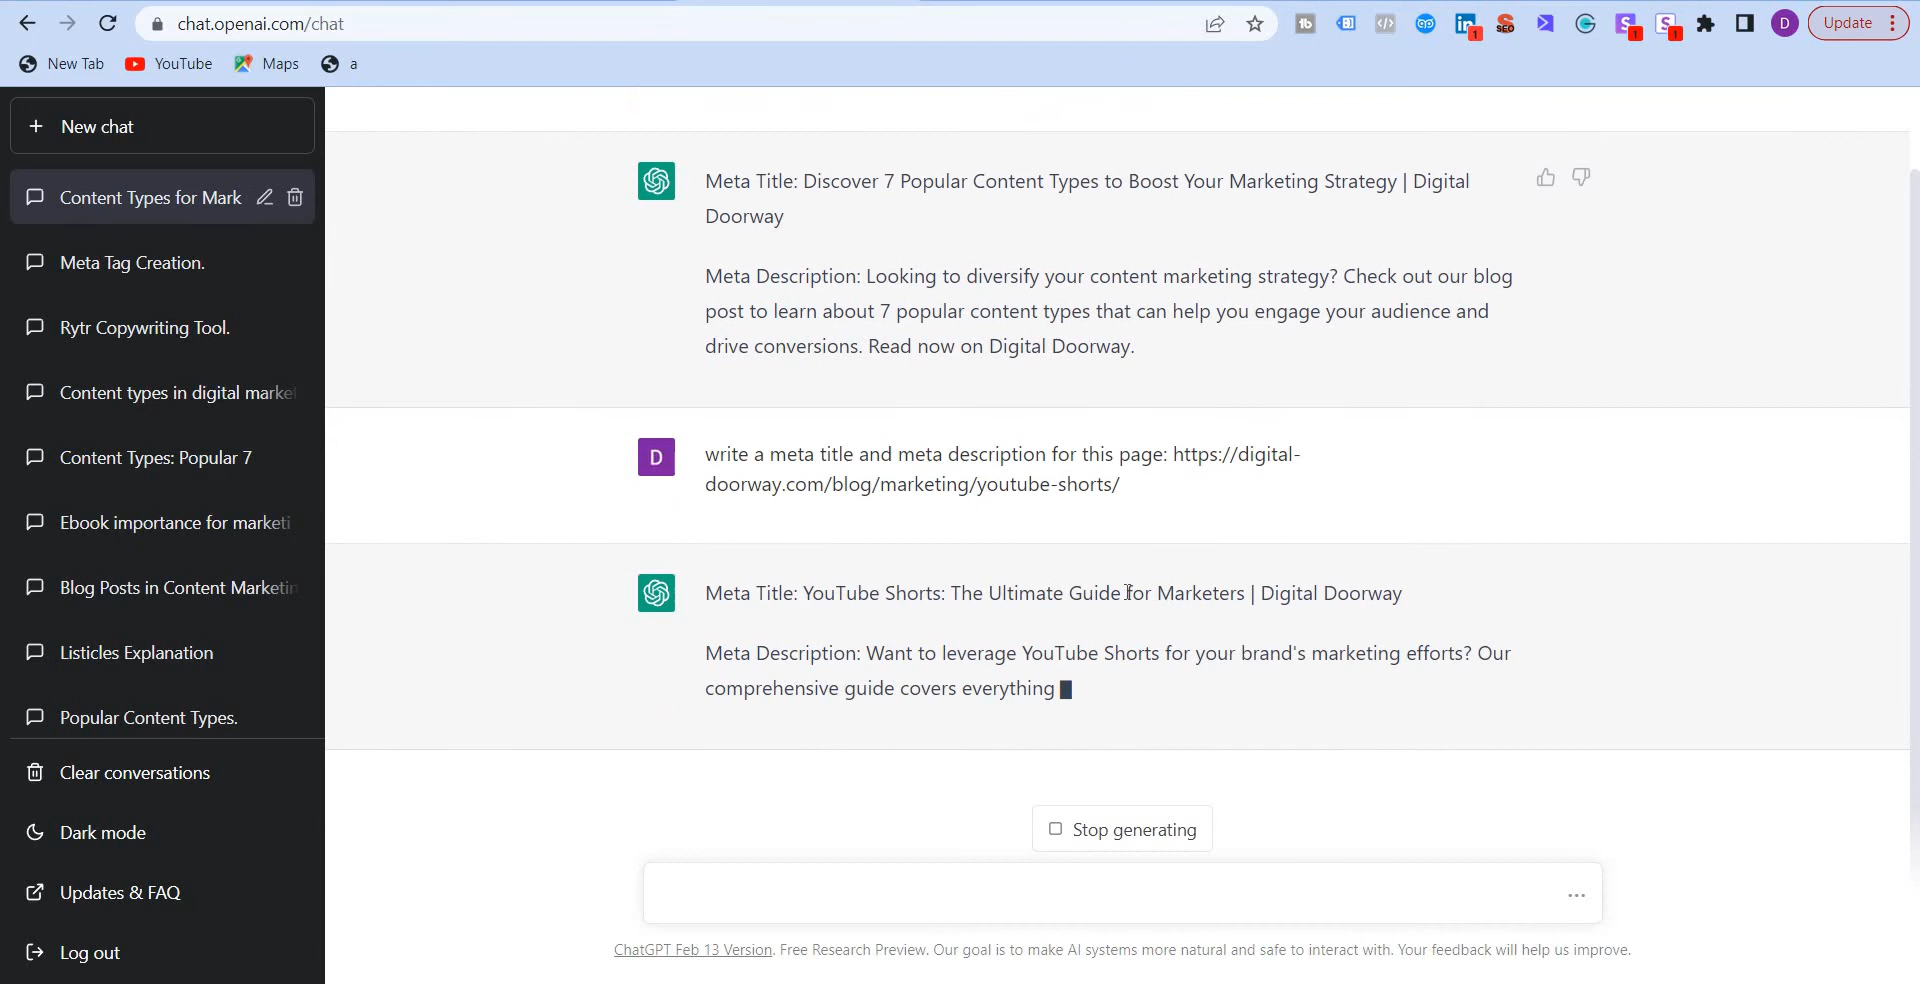 chat.openai.com/chat
SEO
1
1
1
D
Update
New Tab
YouTube
Maps
a
New chat
Content Types for Mark
Meta Tag Creation.
Rytr Copywriting Tool.
Content types in digital market
Content Types: Popular 7
Ebook importance for marketi
Blog Posts in Content Marketin
Listicles Explanation
Popular Content Types.
Clear conversations
Dark mode
Updates & FAQ
Log out
Meta Title: Discover 7 Popular Content Types to Boost Your Marketing Strategy | Digital
Doorway
Meta Description: Looking to diversify your content marketing strategy? Check out our blog
post to learn about 7 popular content types that can help you engage your audience and
drive conversions. Read now on Digital Doorway.
D
write a meta title and meta description for this page: https://digital-
doorway.com/blog/marketing/youtube-shorts/
Meta Title: YouTube Shorts: The Ultimate Guide for Marketers | Digital Doorway
Meta Description: Want to leverage YouTube Shorts for your brand's marketing efforts? Our
comprehensive guide covers everything
Stop generating
ChatGPT Feb 13 Version. Free Research Preview. Our goal is to make AI systems more natural and safe to interact with. Your feedback will help us improve.